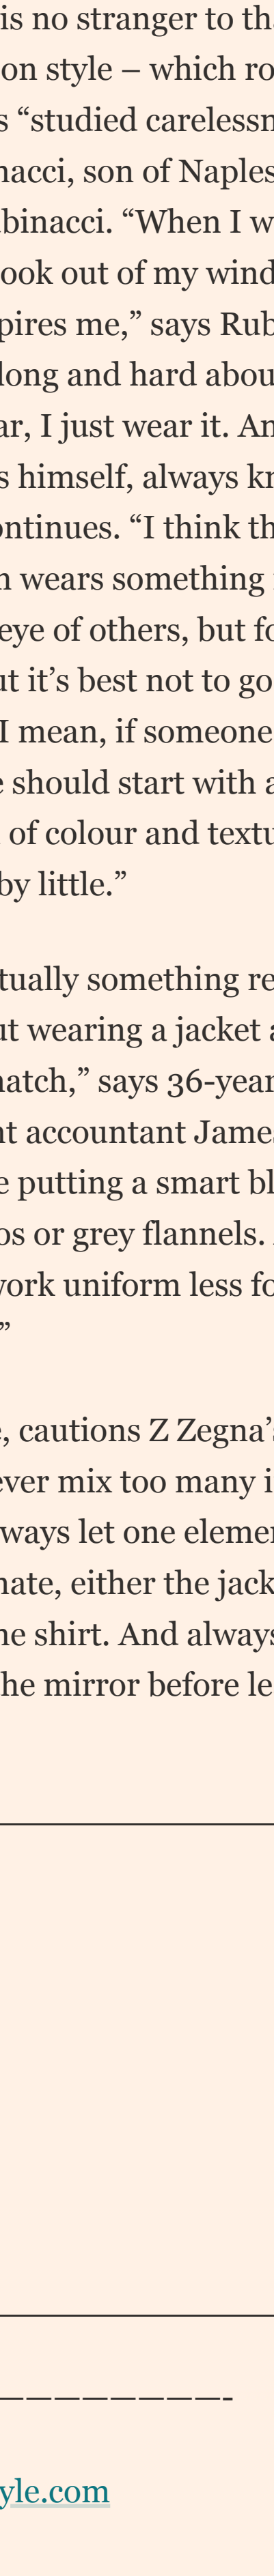 is no stranger to tha
on style – which ro
s “studied carelessn
nacci, son of Naples
binacci. “When I w
ook out of my wind
pires me,” says Rub
long and hard abou
ar, I just wear it. An
s himself, always kn
ontinues. “I think th
n wears something
eye of others, but fo
ut it’s best not to go
I mean, if someone
e should start with a
of colour and textu
by little.”
tually something re
ut wearing a jacket a
natch,” says 36-year
nt accountant James
e putting a smart bl
os or grey flannels.
work uniform less fo
”
e, cautions Z Zegna’s
ever mix too many i
ways let one elemen
nate, either the jack
he shirt. And always
he mirror before le
—————————-
yle.com